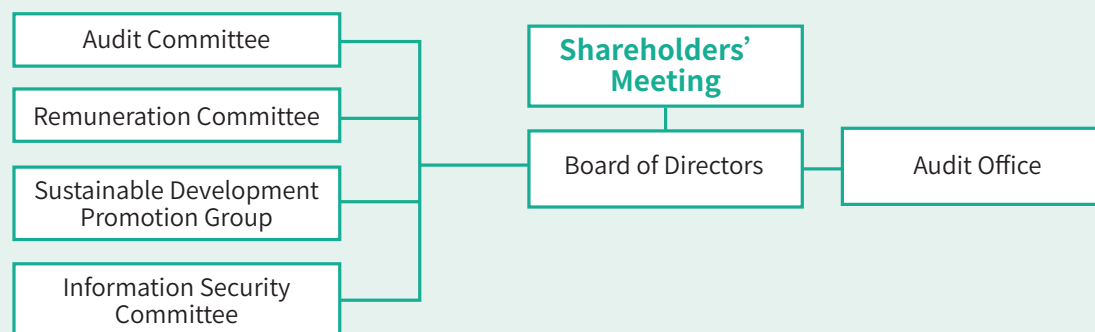 Audit Committee
Remuneration Committee
Sustainable Development
Promotion Group
Information Security
Committee
Shareholders’
Meeting
Board of Directors
Audit Office